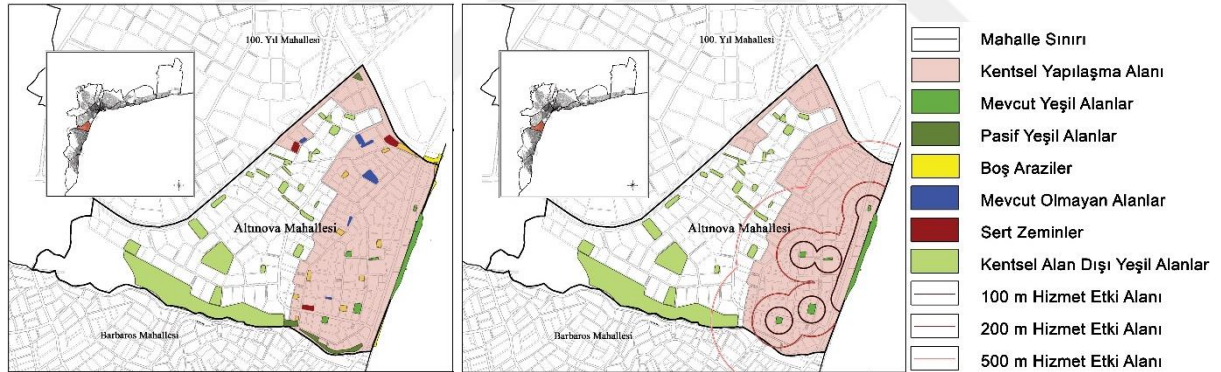 100. Yıl Mahallesi
Altınova Mahallesi
Barbaros Mahallesi
100. Yıl Mahallesi
Altınova Mahallesi
Barbaros Mahallesi
Mahalle Sınırı
Kentsel Yapılaşma Alanı
Mevcut Yeşil Alanlar
Pasif Yeşil Alanlar
Boş Araziler
Mevcut Olmayan Alanlar
Sert Zeminler
Kentsel Alan Dışı Yeşil Alanlar
100 m Hizmet Etki Alanı
200 m Hizmet Etki Alanı
500 m Hizmet Etki Alanı